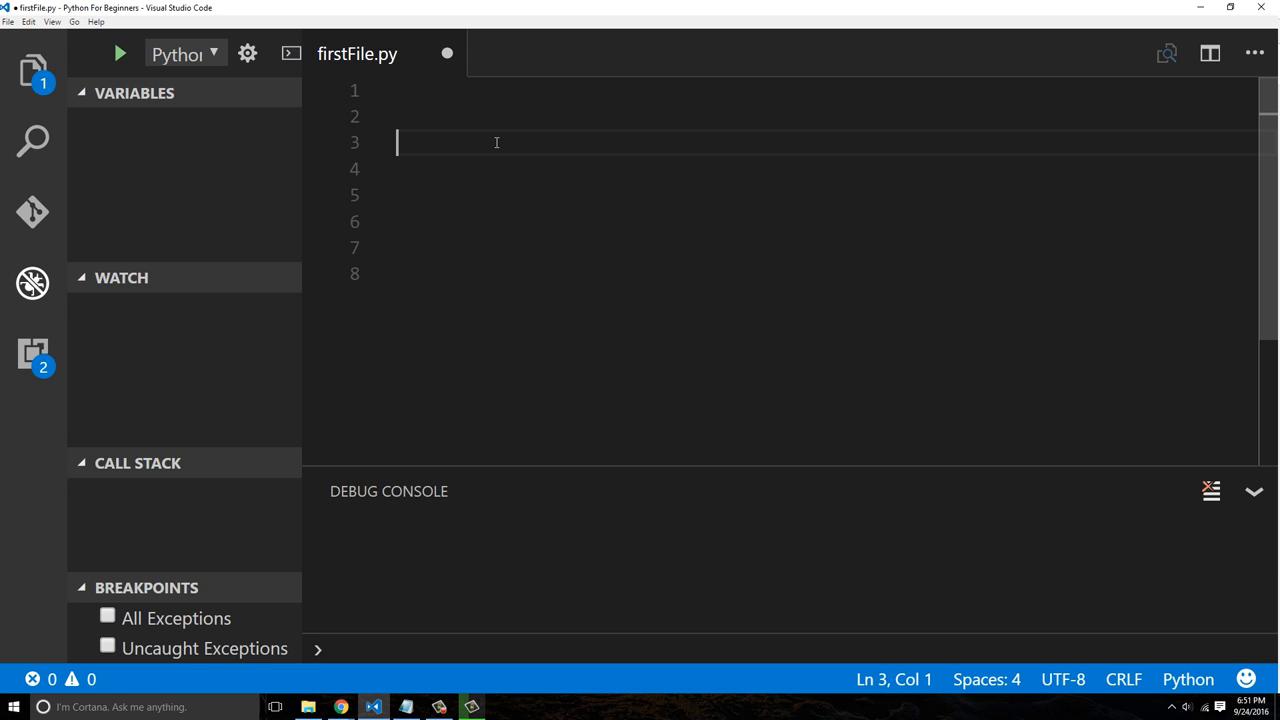 ● firstFile.py - Python For Beginners - Visual Studio Code
File Edit View Go Help
Pythor
firstFile.py
1
VARIABLES
WATCH
CALL STACK
BREAKPOINTS
All Exceptions
Uncaught Exceptions
2
1
2
3
4
5
6
7
8
DEBUG CONSOLE
0 0
Ln 3, Col 1 Spaces: 4 UTF-8 CRLF Python
I'm Cortana. Ask me anything.
6:51 PM
9/24/2016